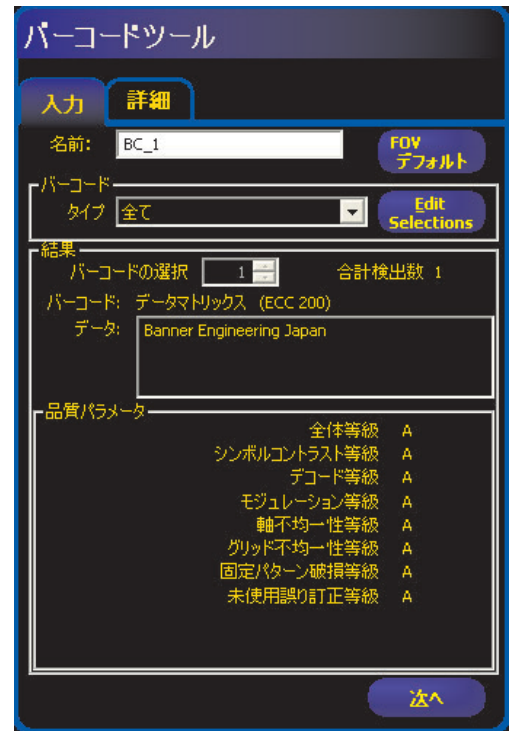 バーコードツール
入力 詳細
名前: BC_1 FOV デフォルト
バーコード
タイプ 全て Edit Selections
結果
バーコードの選択 1 合計検出数 1
バーコード: データマトリックス (ECC 200)
データ: Banner Engineering Japan
品質パラメータ
全体等級 A
シンボルコントラスト等級 A
デコード等級 A
モジュレーション等級 A
軸不均一性等級 A
グリッド不均一性等級 A
固定パターン破損等級 A
未使用誤り訂正等級 A
次へ